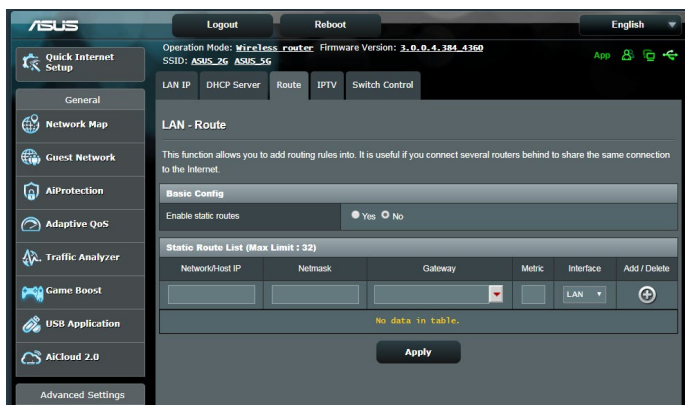 ASUS
Logout
Reboot
English
Quick Internet
Setup
General
Network Map
Guest Network
AiProtection
Adaptive QoS
Traffic Analyzer
Game Boost
USB Application
AiCloud 2.0
Advanced Settings
Operation Mode: Wireless router Firmware Version: 3.0.0.4.384_4360
SSID: ASUS_2G ASUS_5G
App
LAN IP DHCP Server Route IPTV Switch Control
LAN - Route
This function allows you to add routing rules into. It is useful if you connect several routers behind to share the same connection
to the Internet.
Basic Config
Enable static routes Yes No
Static Route List (Max Limit : 32)
Network/Host IP Netmask Gateway Metric Interface Add / Delete
LAN
No data in table.
Apply